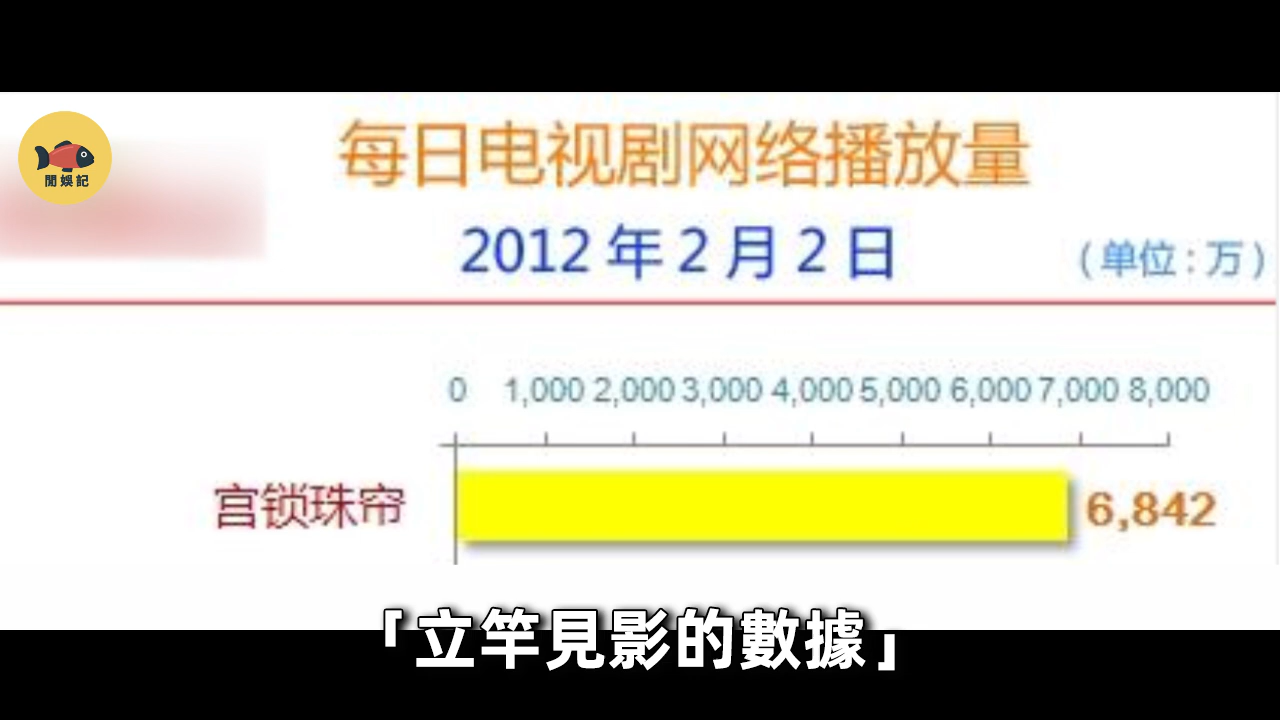 閒娛記
每日电视剧网络播放量
2012 年 2 月 2 日
（单位：万）
0 1,000 2,000 3,000 4,000 5,000 6,000 7,000 8,000
宫锁珠帘 6,842
「立竿見影的數據」